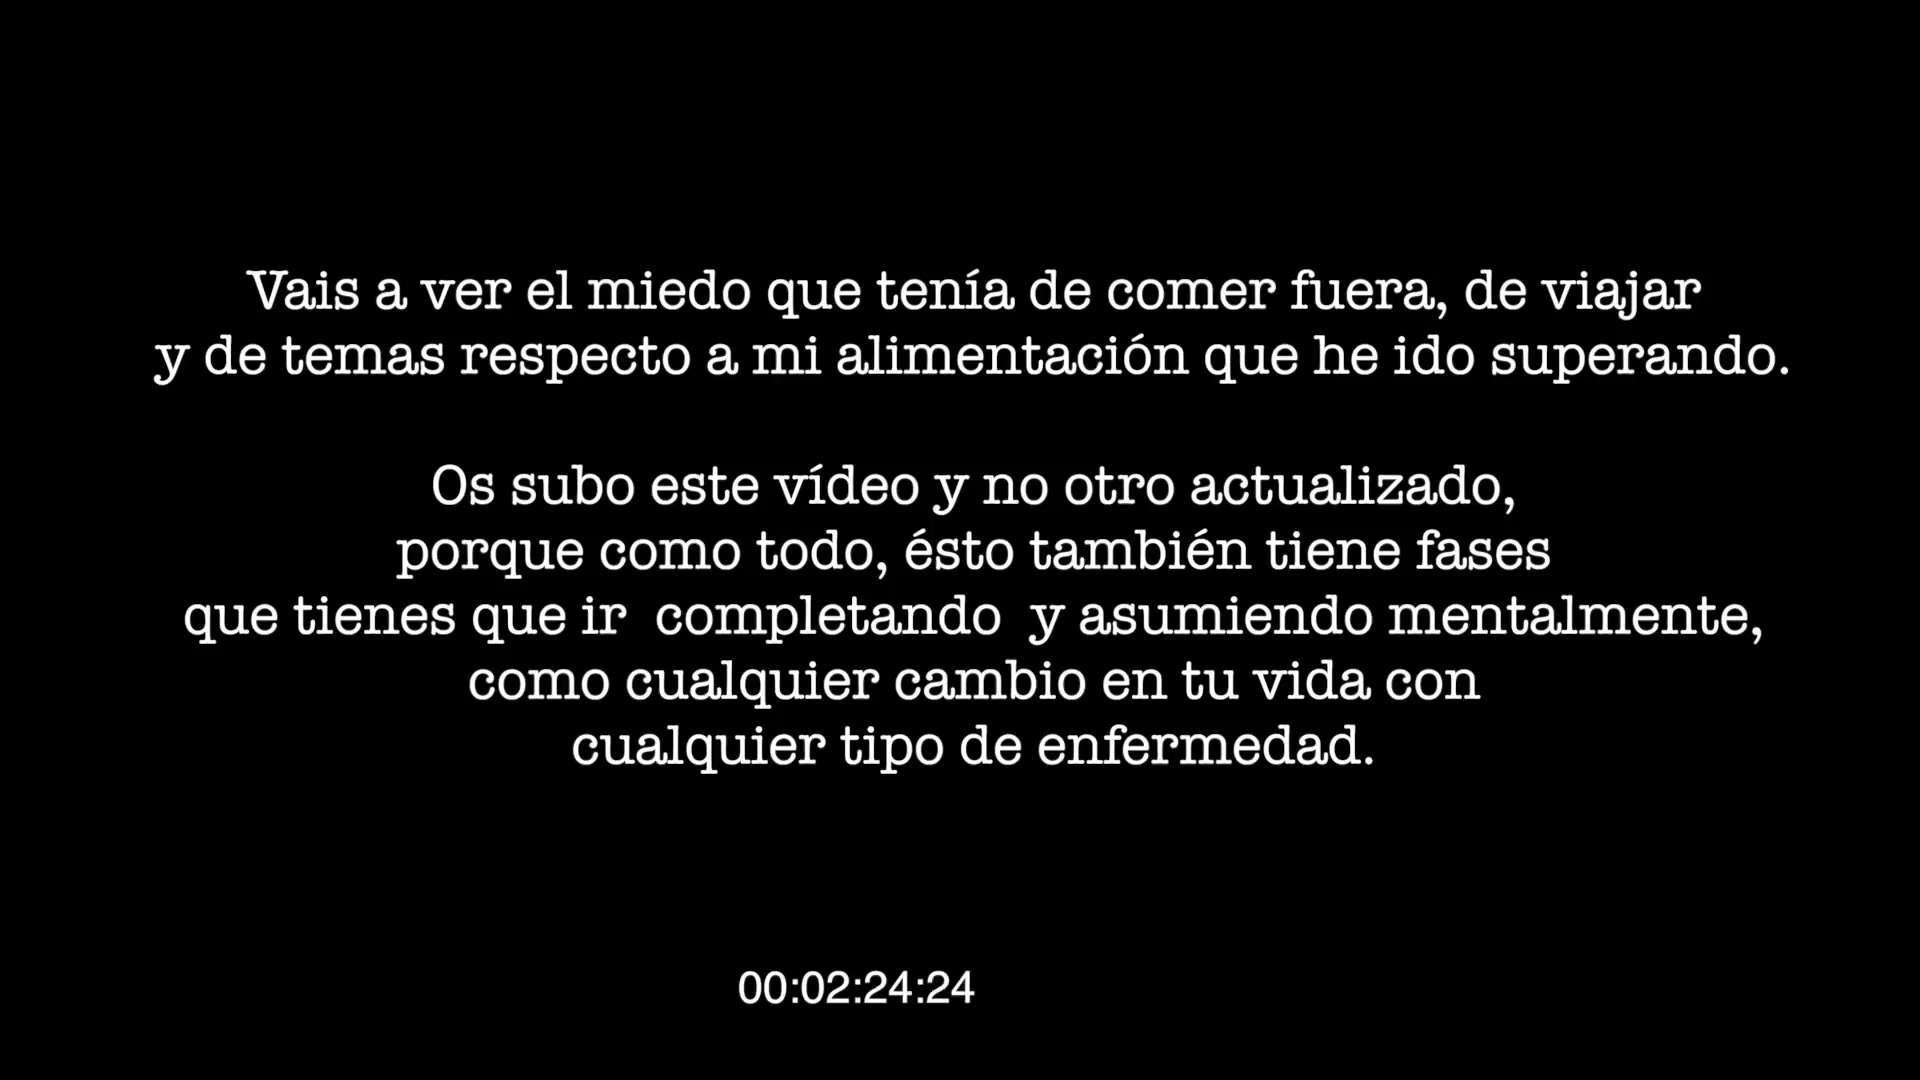 Vais a ver el miedo que tenía de comer fuera, de viajar
y de temas respecto a mi alimentación que he ido superando.
Os subo este vídeo y no otro actualizado,
porque como todo, ésto también tiene fases
que tienes que ir  completando  y asumiendo mentalmente,
como cualquier cambio en tu vida con
cualquier tipo de enfermedad.
00:02:24:24